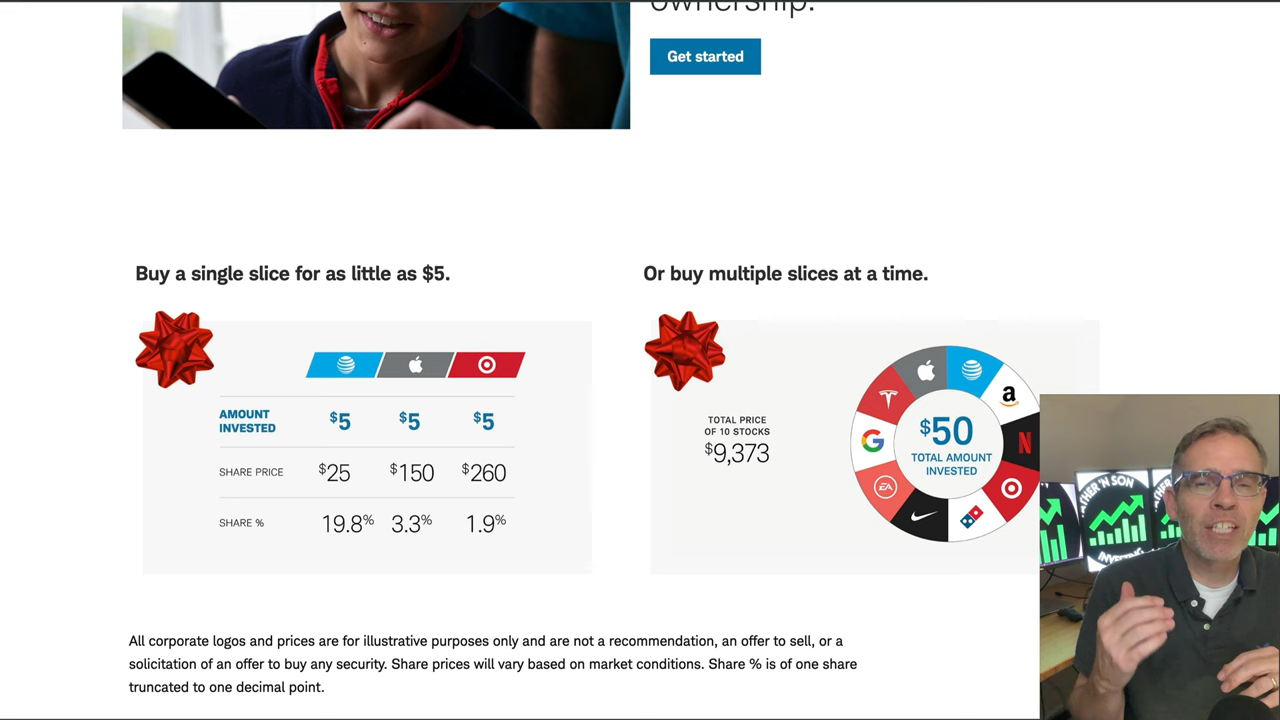 ownership.
Get started
Buy a single slice for as little as $5.
Or buy multiple slices at a time.
AMOUNT INVESTED $5 $5 $5
SHARE PRICE $25 $150 $260
SHARE % 19.8% 3.3% 1.9%
TOTAL PRICE
OF 10 STOCKS
$9,373
a
N
G
EA
$50
TOTAL AMOUNT
INVESTED
All corporate logos and prices are for illustrative purposes only and are not a recommendation, an offer to sell, or a
solicitation of an offer to buy any security. Share prices will vary based on market conditions. Share % is of one share
truncated to one decimal point.
THER 'N SON
INVESTING